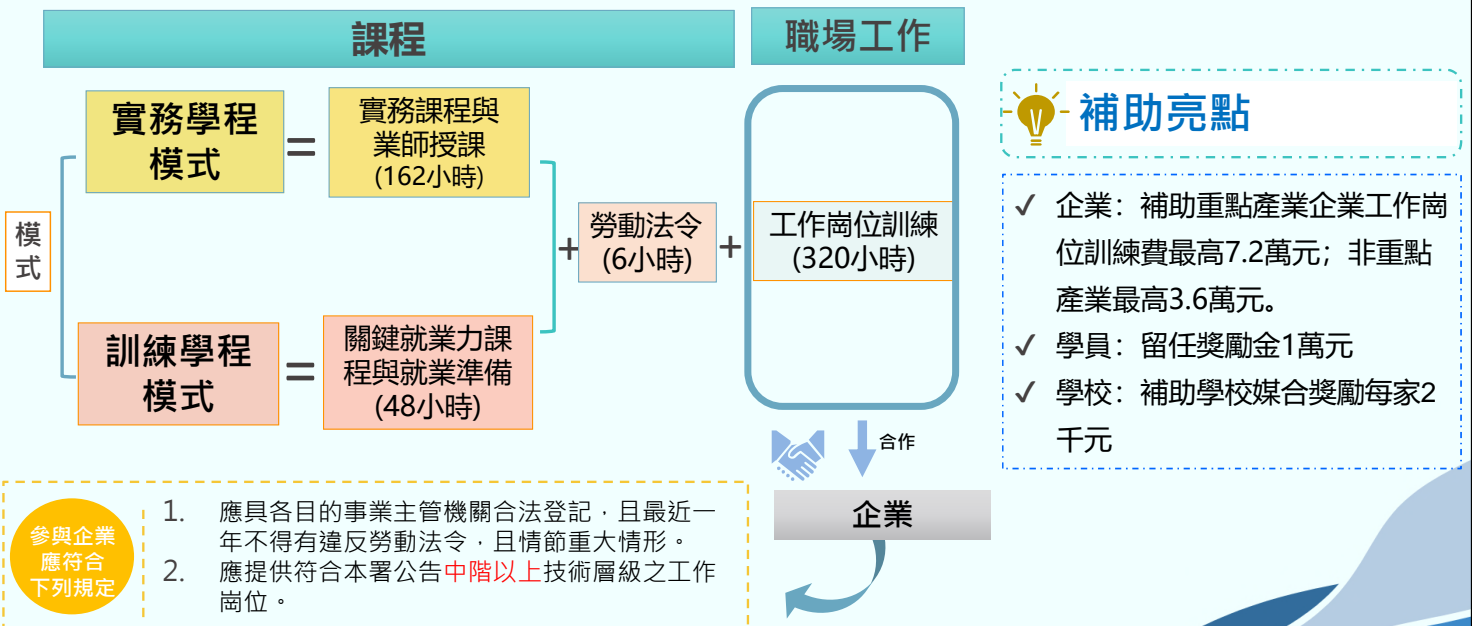 課程
職場工作
模
式
實務學程
模式
=
實務課程與
業師授課
(162小時)
訓練學程
模式
=
關鍵就業力課
程與就業準備
(48小時)
+
勞動法令
(6小時)
+
工作崗位訓練
(320小時)
合作
企業
補助亮點
✓ 企業：補助重點產業企業工作崗
位訓練費最高7.2萬元；非重點
產業最高3.6萬元。
✓ 學員：留任獎勵金1萬元
✓ 學校：補助學校媒合獎勵每家2
千元
參與企業
應符合
下列規定
1. 應具各目的事業主管機關合法登記，且最近一
年不得有違反勞動法令，且情節重大情形。
2. 應提供符合本署公告中階以上技術層級之工作
崗位。